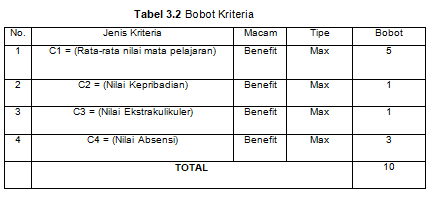 Tabel 3.2 Bobot Kriteria
No. Jenis Kriteria Macam Tipe Bobot
1 C1 = (Rata-rata nilai mata pelajaran) Benefit Max 5
2 C2 = (Nilai Kepribadian) Benefit Max 1
3 C3 = (Nilai Ekstrakulikuler) Benefit Max 1
4 C4 = (Nilai Absensi) Benefit Max 3
TOTAL 10